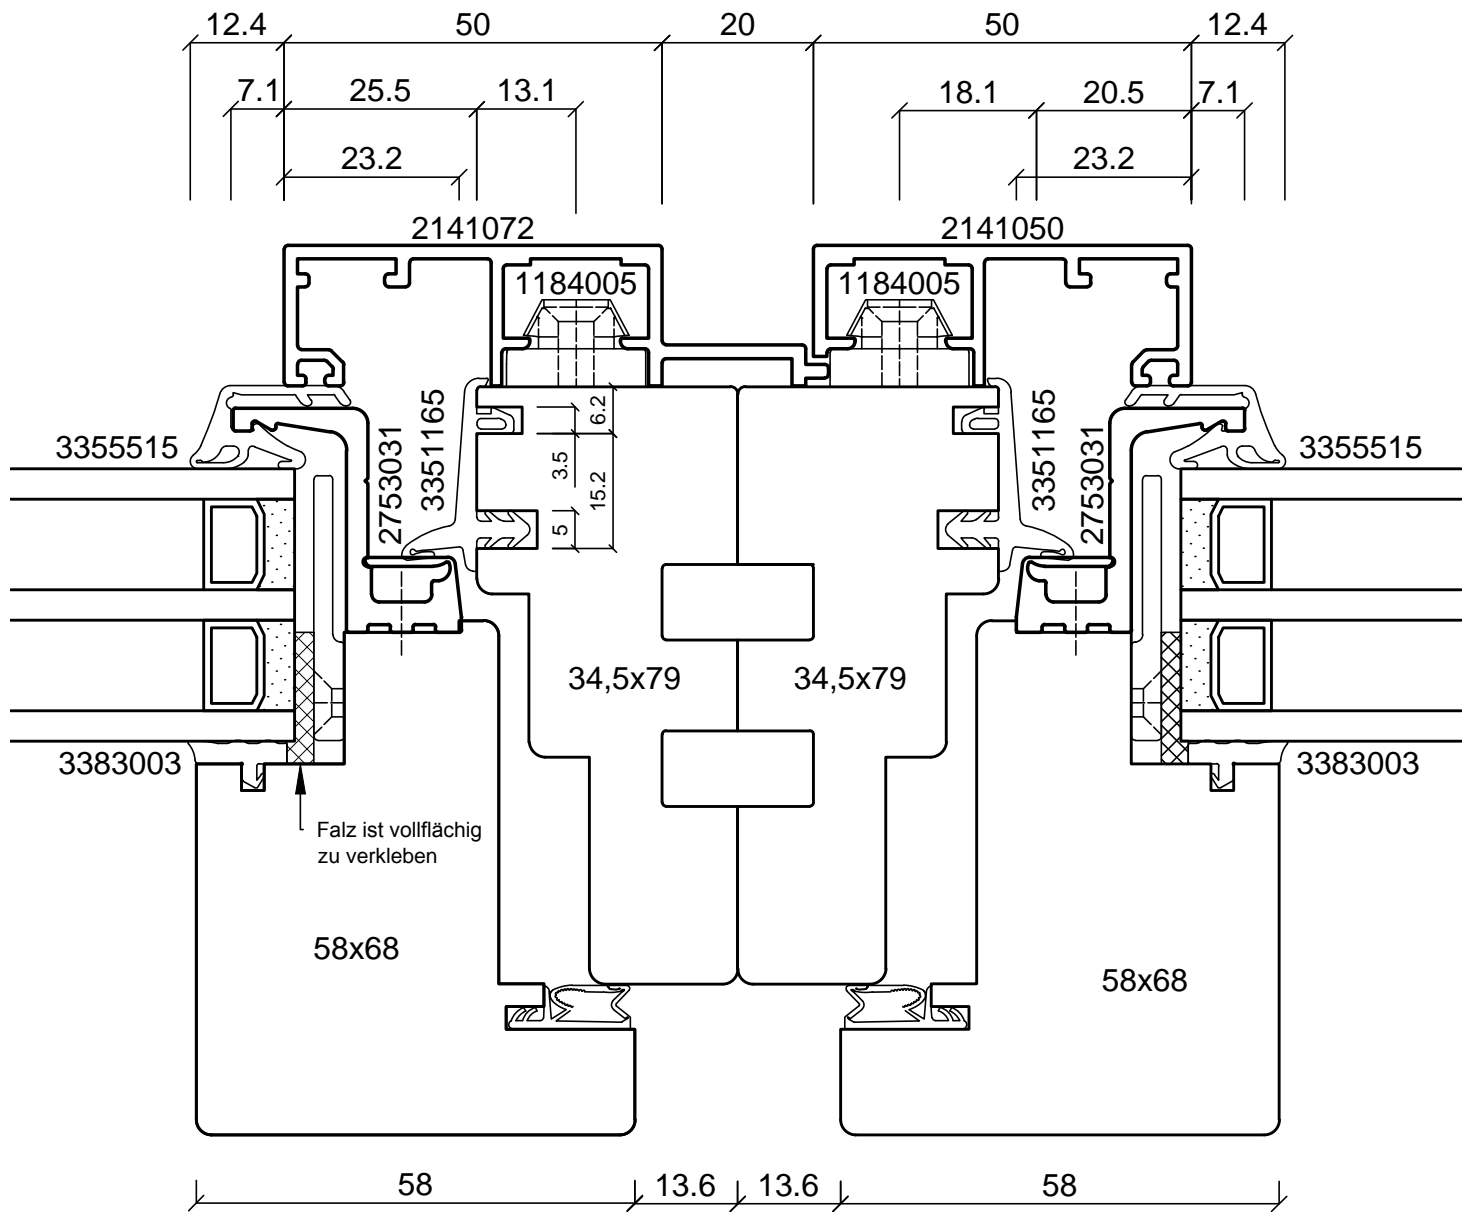 12.4 50 20 50 12.4
7.1 25.5 13.1 18.1 20.5 7.1
23.2 23.2
2141072 2141050
1184005 1184005
6.2
3.5
15.2
5
2753031
3351165
3351165
2753031
3355515 3355515
34,5x79 34,5x79
3383003 3383003
Falz ist vollflächig
zu verkleben
58x68
58x68
58 13.6 13.6 58